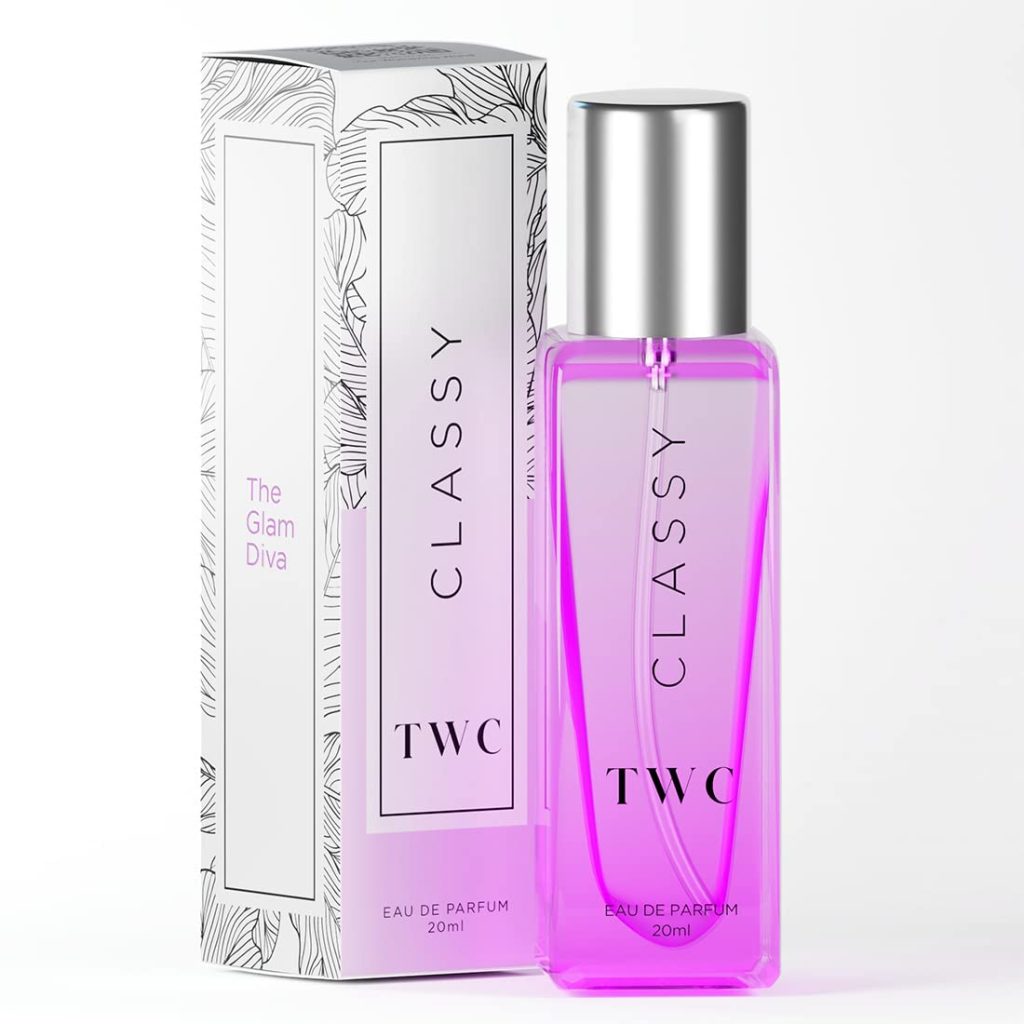 The
Glam
Diva
CLASSY
TWC
EAU DE PARFUM
20ml
CLASSY
TWC
EAU DE PARFUM
20ml